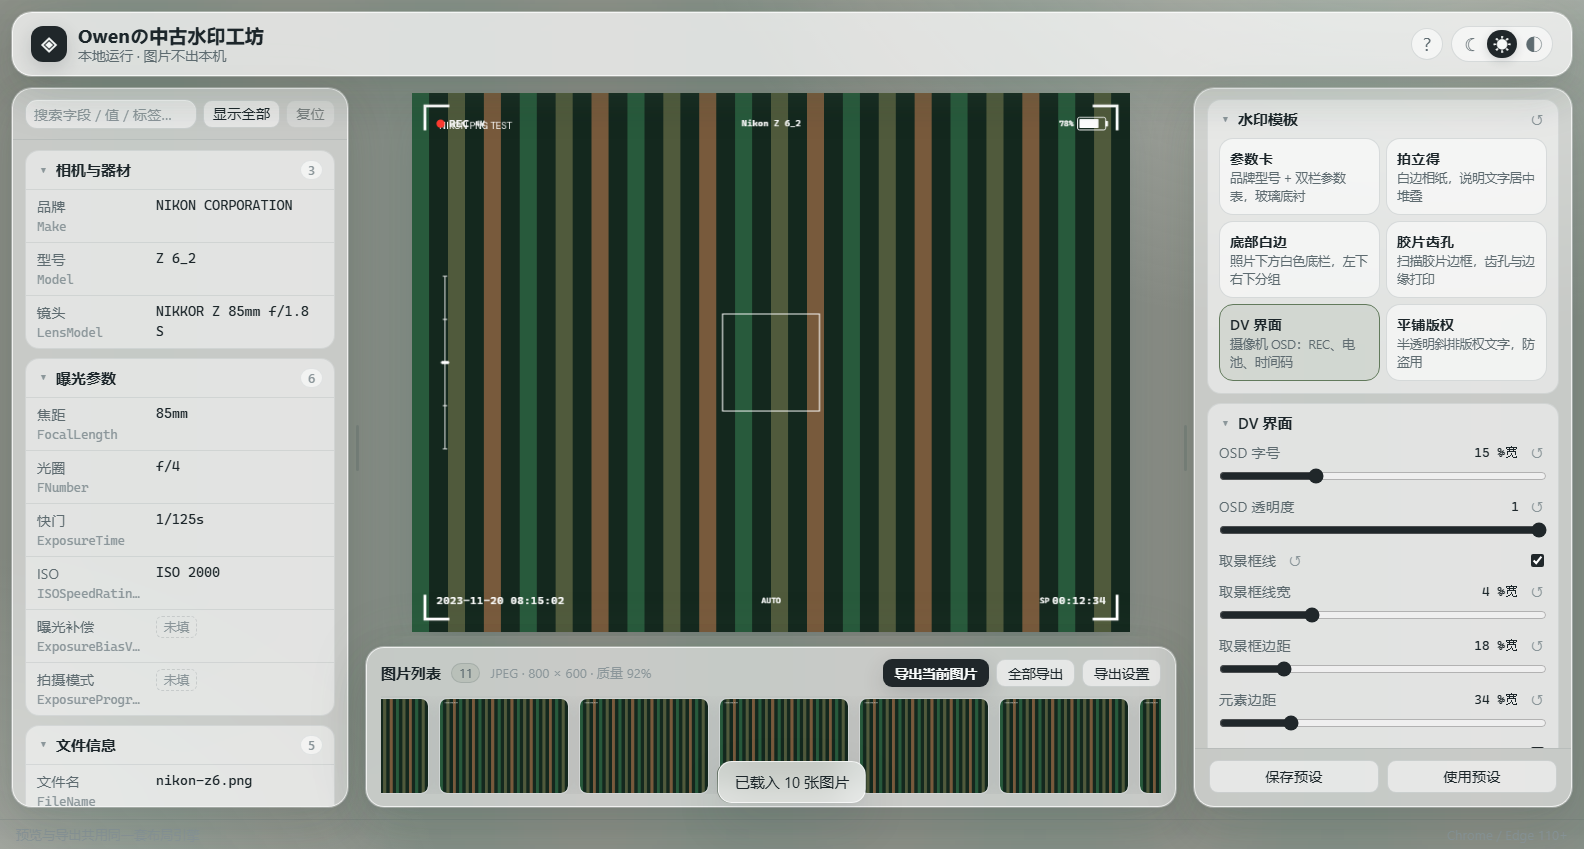 Owenの中古水印工坊
本地运行 · 图片不出本机
?
搜索字段 / 值 / 标签...
显示全部
复位
相机与器材
3
品牌
NIKON CORPORATION
Make
型号
Z 6_2
Model
镜头
NIKKOR Z 85mm f/1.8 S
LensModel
曝光参数
6
焦距
85mm
FocalLength
光圈
f/4
FNumber
快门
1/125s
ExposureTime
ISO
ISO 2000
ISOSpeedRatin…
曝光补偿
未填
ExposureBiasV…
拍摄模式
未填
ExposureProgr…
文件信息
5
文件名
nikon-z6.png
FileName
REC
NIKON PNG TEST
Nikon Z 6_2
78%
2023-11-20 08:15:02
AUTO
SP 00:12:34
图片列表
11
JPEG · 800 × 600 · 质量 92%
导出当前图片
全部导出
导出设置
已载入 10 张图片
水印模板
参数卡
品牌型号 + 双栏参数
表，玻璃底衬
拍立得
白边相纸，说明文字居中
堆叠
底部白边
照片下方白色底栏，左下
右下分组
胶片齿孔
扫描胶片边框，齿孔与边
缘打印
DV 界面
摄像机 OSD：REC、电
池、时间码
平铺版权
半透明斜排版权文字，防
盗用
DV 界面
OSD 字号
15 %宽
OSD 透明度
1
取景框线
取景框线宽
4 %宽
取景框边距
18 %宽
元素边距
34 %宽
保存预设
使用预设